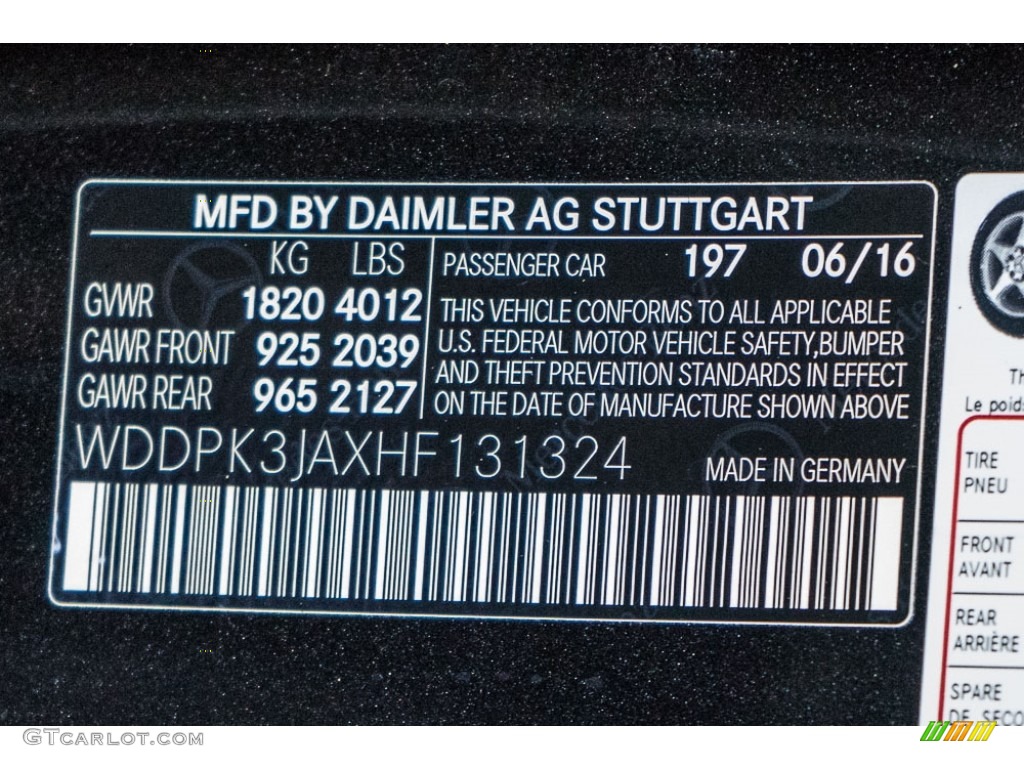 MFD BY DAIMLER AG STUTTGART
KG LBS
GVWR 1820 4012
GAWR FRONT 925 2039
GAWR REAR 965 2127
PASSENGER CAR 197 06/16
THIS VEHICLE CONFORMS TO ALL APPLICABLE
U.S. FEDERAL MOTOR VEHICLE SAFETY,BUMPER
AND THEFT PREVENTION STANDARDS IN EFFECT
ON THE DATE OF MANUFACTURE SHOWN ABOVE
WDDPK3JAXHF131324
MADE IN GERMANY
Th
Le poids
TIRE
PNEU
FRONT
AVANT
REAR
ARRIÈRE
SPARE
DE SECO
GTcarlot.com